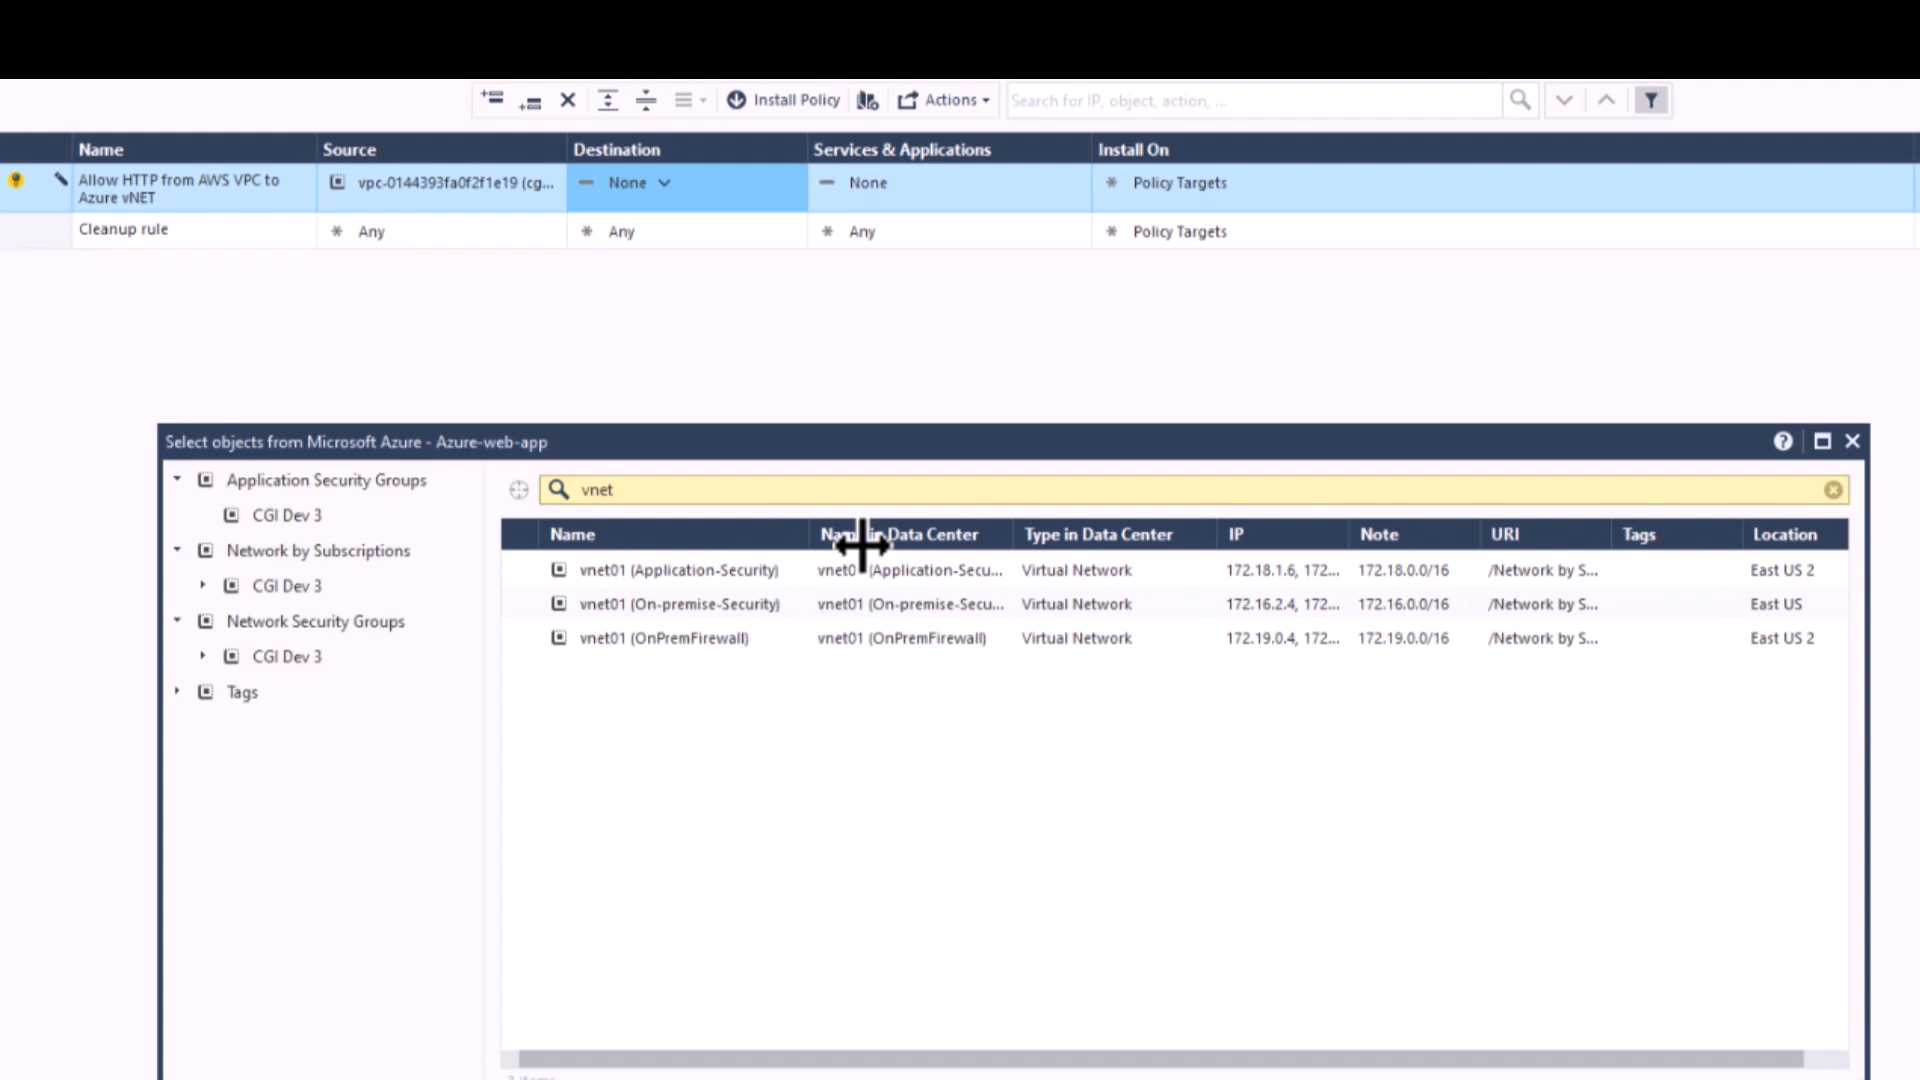 Install Policy
Actions
Search for IP, object, action, ...
Name Source Destination Services & Applications Install On
Allow HTTP from AWS VPC to
Azure vNET
vpc-0144393fa0f2f1e19 (cg... None None Policy Targets
Cleanup rule Any Any Any Policy Targets
Select objects from Microsoft Azure - Azure-web-app
Application Security Groups
CGI Dev 3
Network by Subscriptions
CGI Dev 3
Network Security Groups
CGI Dev 3
Tags
vnet
Name Name in Data Center Type in Data Center IP Note URI Tags Location
vnet01 (Application-Security) vnet01 (Application-Secu... Virtual Network 172.18.1.6, 172... 172.18.0.0/16 /Network by S... East US 2
vnet01 (On-premise-Security) vnet01 (On-premise-Secu... Virtual Network 172.16.2.4, 172... 172.16.0.0/16 /Network by S... East US
vnet01 (OnPremFirewall) vnet01 (OnPremFirewall) Virtual Network 172.19.0.4, 172... 172.19.0.0/16 /Network by S... East US 2